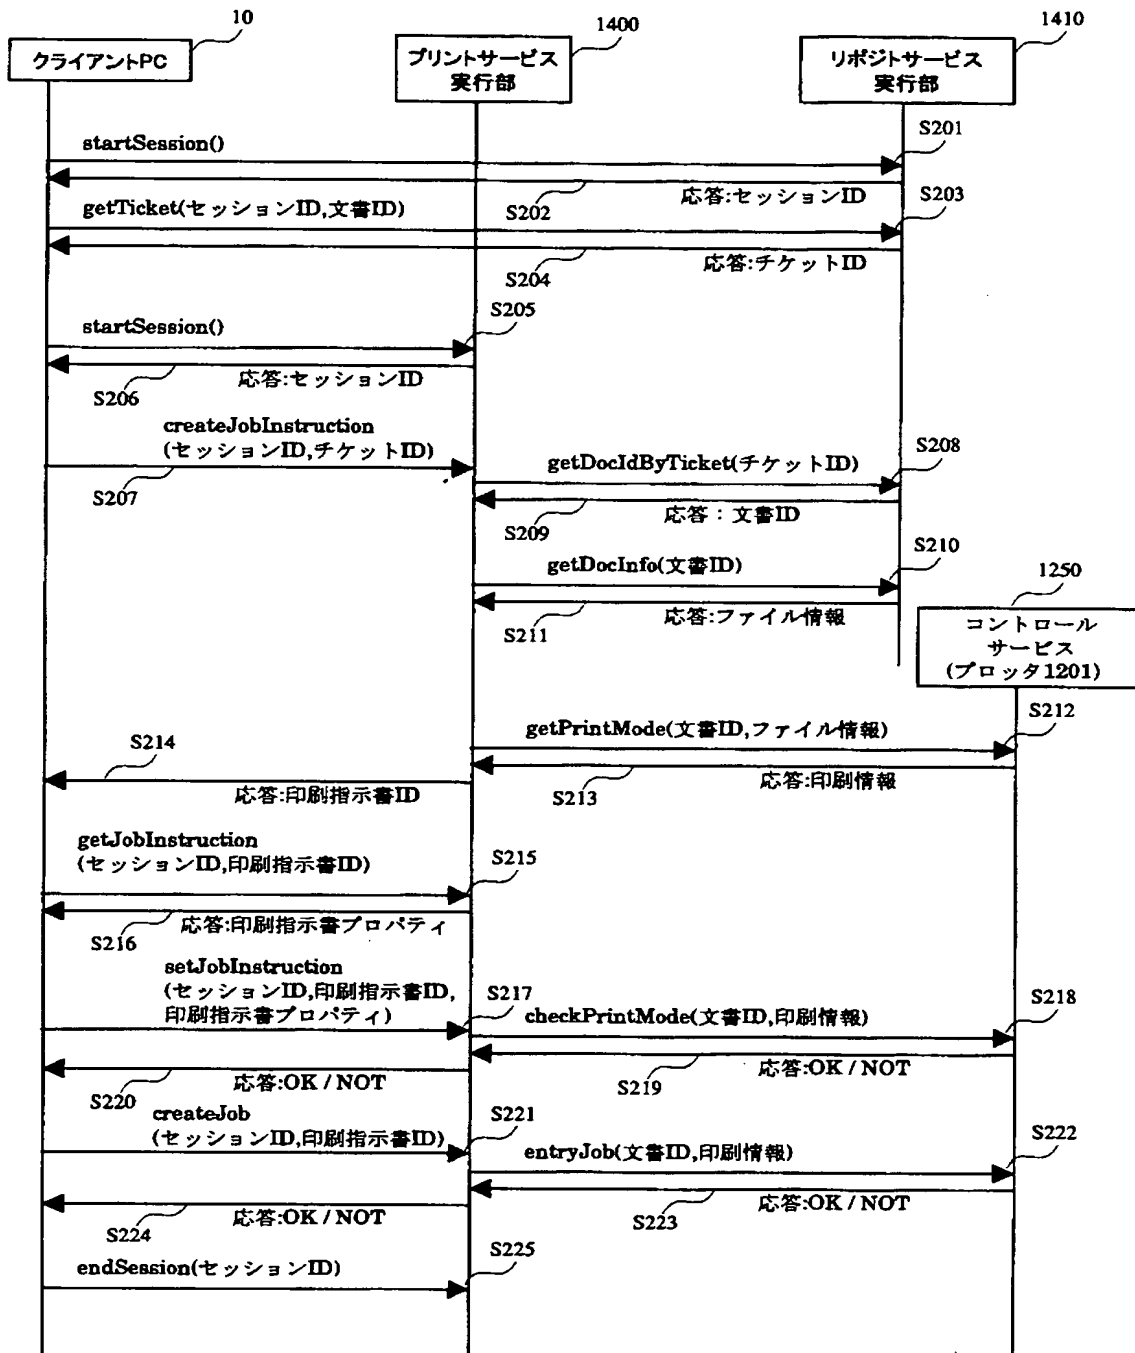 10
1400
1410
クライアントPC
プリントサービス
実行部
リポジトサービス
実行部
startSession()
S201
応答:セッションID
S202
S203
getTicket(セッションID,文書ID)
応答:チケットID
S204
S205
startSession()
応答:セッションID
S206
createJobInstruction
(セッションID,チケットID)
S207
S208
getDocIdByTicket(チケットID)
応答：文書ID
S209
S210
getDocInfo(文書ID)
応答:ファイル情報
S211
1250
コントロール
サービス
(プロッタ1201)
S212
getPrintMode(文書ID,ファイル情報)
応答:印刷情報
S213
S214
応答:印刷指示書ID
getJobInstruction
(セッションID,印刷指示書ID)
S215
応答:印刷指示書プロパティ
S216
setJobInstruction
(セッションID,印刷指示書ID,
印刷指示書プロパティ)
S217
S218
checkPrintMode(文書ID,印刷情報)
応答:OK / NOT
S219
応答:OK / NOT
S220
createJob
(セッションID,印刷指示書ID)
S221
S222
entryJob(文書ID,印刷情報)
応答:OK / NOT
S223
応答:OK / NOT
S224
S225
endSession(セッションID)